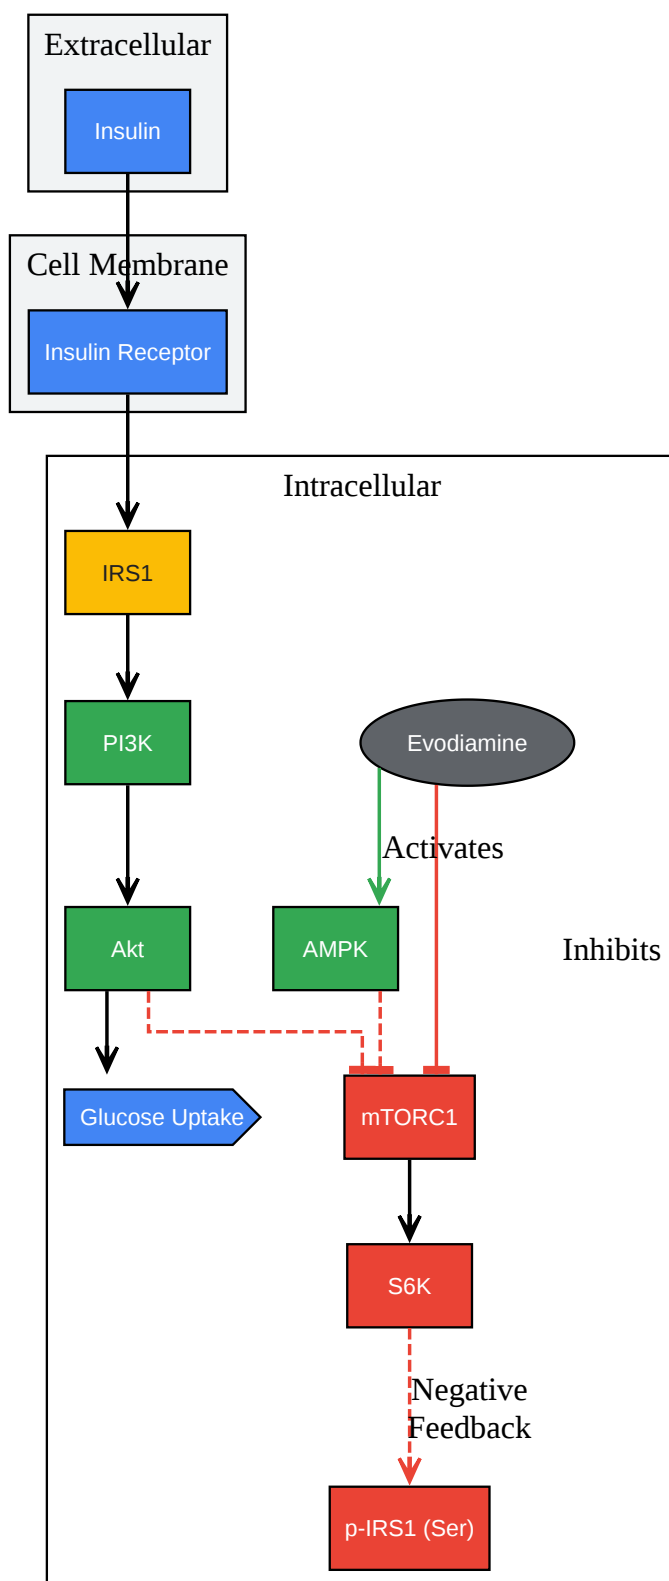 Extracellular
Insulin
Cell Membrane
Insulin Receptor
Intracellular
IRS1
PI3K
Evodiamine
Activates
Akt
AMPK
Inhibits
Glucose Uptake
mTORC1
S6K
Negative
Feedback
p-IRS1 (Ser)